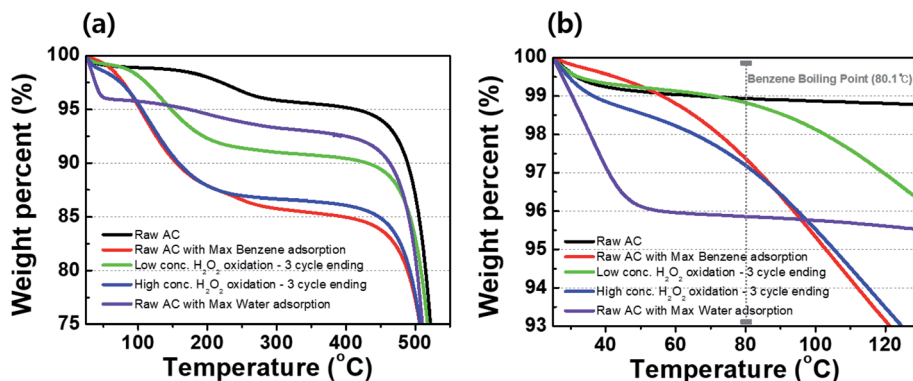 (a)
Weight percent (%)
100
95
90
85
80
75
Raw AC
Raw AC with Max Benzene adsorption
Low conc. H₂O₂ oxidation - 3 cycle ending
High conc. H₂O₂ oxidation - 3 cycle ending
Raw AC with Max Water adsorption
100 200 300 400 500
Temperature (°C)
(b)
Weight percent (%)
100
99
98
97
96
95
94
93
Benzene Boiling Point (80.1℃)
Raw AC
Raw AC with Max Benzene adsorption
Low conc. H₂O₂ oxidation - 3 cycle ending
High conc. H₂O₂ oxidation - 3 cycle ending
Raw AC with Max Water adsorption
40 60 80 100 120
Temperature (°C)